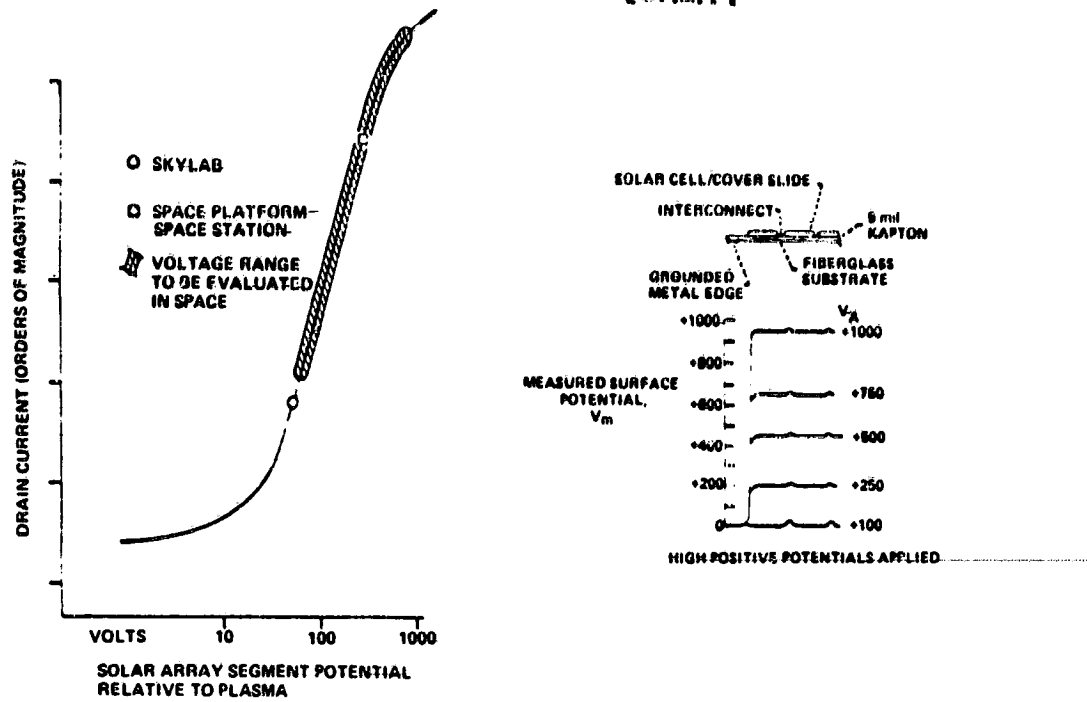 DRAIN CURRENT (ORDERS OF MAGNITUDE)
SKYLAB
SPACE PLATFORM-
SPACE STATION
VOLTAGE RANGE
TO BE EVALUATED
IN SPACE
VOLTS
10
100
1000
SOLAR ARRAY SEGMENT POTENTIAL
RELATIVE TO PLASMA
SOLAR CELL/COVER SLIDE
INTERCONNECT
mil
KAPTON
FIBERGLASS
SUBSTRATE
GROUNDED
METAL EDGE
VA
MEASURED SURFACE
POTENTIAL,
Vm
+1000
+800
+600
+400
+200
0
+1000
+750
+500
+250
+100
HIGH POSITIVE POTENTIALS APPLIED